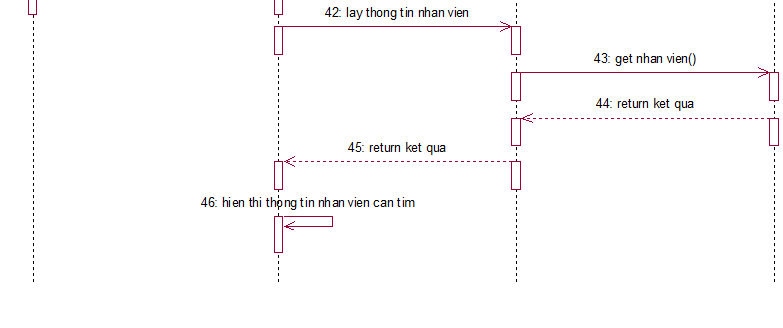 42: lay thong tin nhan vien
43: get nhan vien()
44: return ket qua
45: return ket qua
46: hien thi thong tin nhan vien can tim